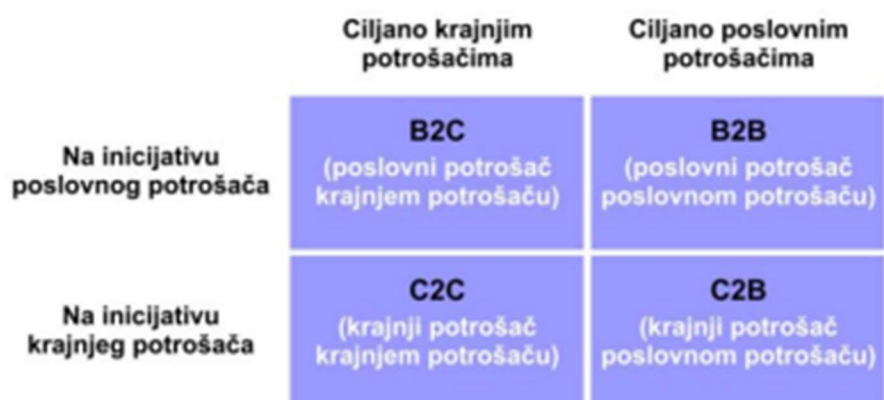 Ciljano krajnjim
potrošačima
Ciljano poslovnim
potrošačima
Na inicijativu
poslovnog potrošača
B2C
(poslovni potrošač
krajnjem potrošaču)
B2B
(poslovni potrošač
poslovnom potrošaču)
Na inicijativu
krajnjeg potrošača
C2C
(krajnji potrošač
krajnjem potrošaču)
C2B
(krajnji potrošač
poslovnom potrošaču)